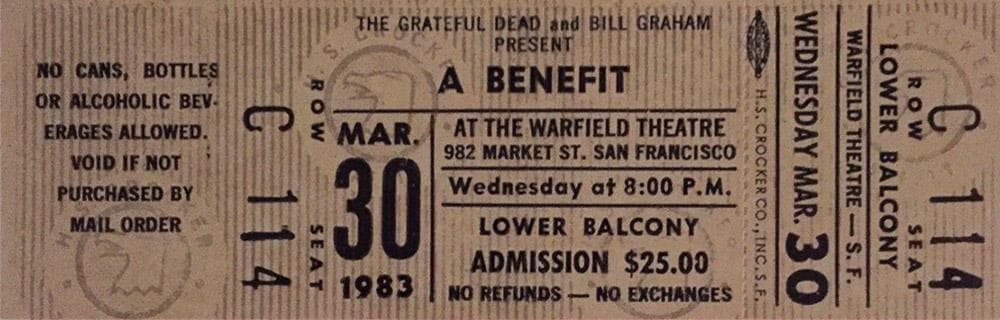 NO CANS, BOTTLES
OR ALCOHOLIC BEV-
ERAGES ALLOWED.
VOID IF NOT
PURCHASED BY
MAIL ORDER
ROW
C
114
SEAT
THE GRATEFUL DEAD and BILL GRAHAM
PRESENT
A BENEFIT
MAR.
30
1983
AT THE WARFIELD THEATRE
982 MARKET ST. SAN FRANCISCO
Wednesday at 8:00 P.M.
LOWER BALCONY
ADMISSION $25.00
NO REFUNDS — NO EXCHANGES
H.S. CROCKER CO., INC. S.F.
WEDNESDAY MAR. 30
WARFIELD THEATRE — S. F.
LOWER BALCONY
ROW
C
SEAT
114